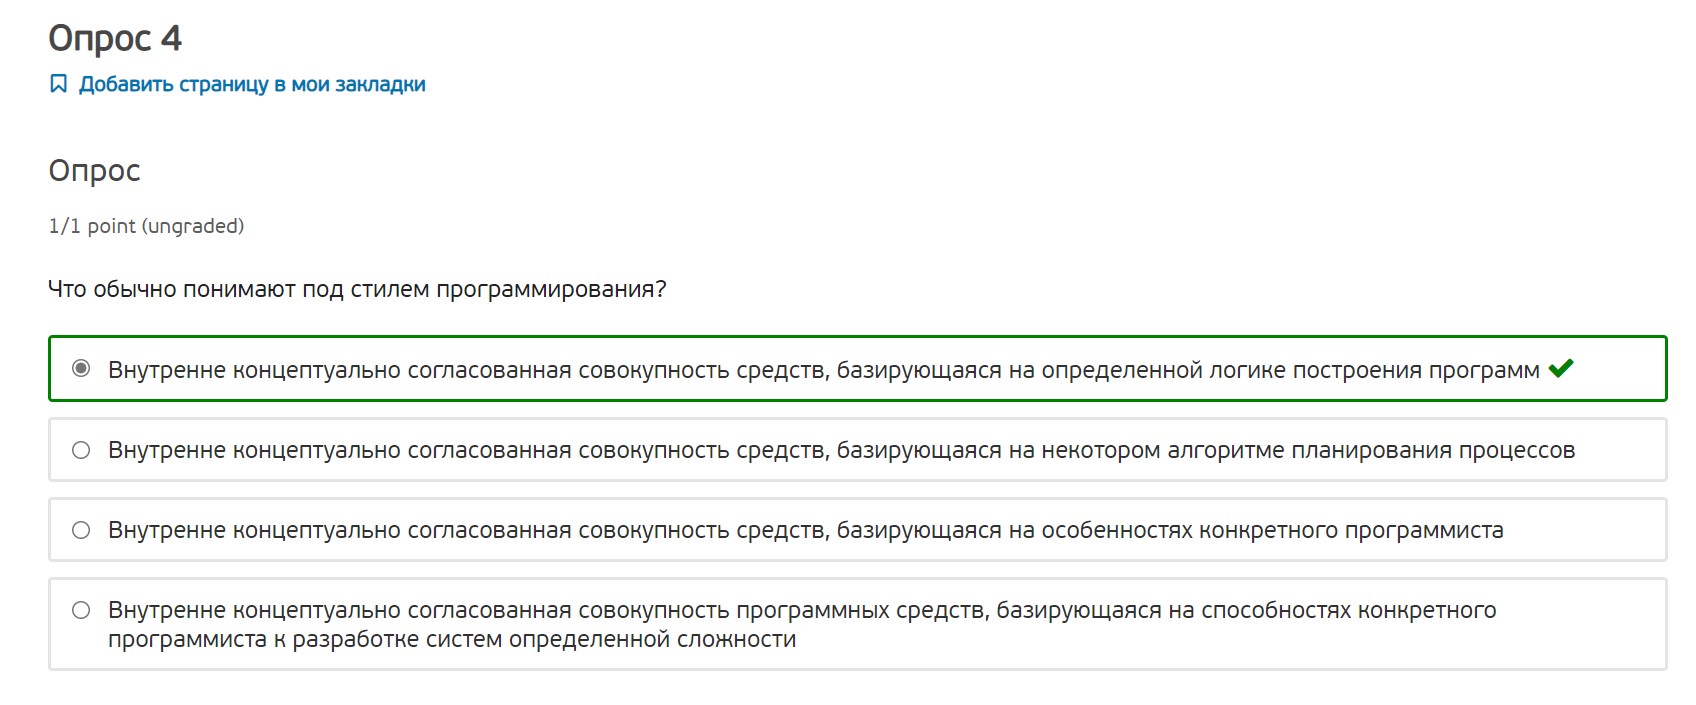 Опрос 4
Добавить страницу в мои закладки
Опрос
1/1 point (ungraded)
Что обычно понимают под стилем программирования?
Внутренне концептуально согласованная совокупность средств, базирующаяся на определенной логике построения программ
Внутренне концептуально согласованная совокупность средств, базирующаяся на некотором алгоритме планирования процессов
Внутренне концептуально согласованная совокупность средств, базирующаяся на особенностях конкретного программиста
Внутренне концептуально согласованная совокупность программных средств, базирующаяся на способностях конкретного
программиста к разработке систем определенной сложности